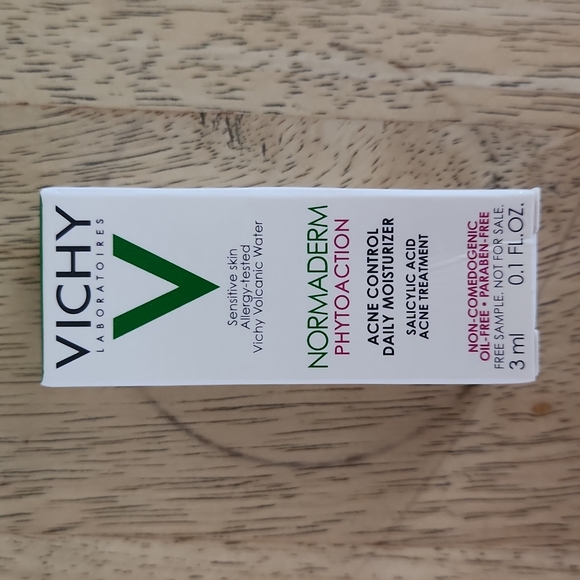 VICHY
LABORATOIRES
Sensitive skin
Allergy-tested
Vichy Volcanic Water
NORMADERM
PHYTOACTION
ACNE CONTROL
DAILY MOISTURIZER
SALICYLIC ACID
ACNE TREATMENT
NON-COMEDOGENIC
OIL-FREE • PARABEN-FREE
FREE SAMPLE. NOT FOR SALE.
3 ml 0.1 FL.OZ.